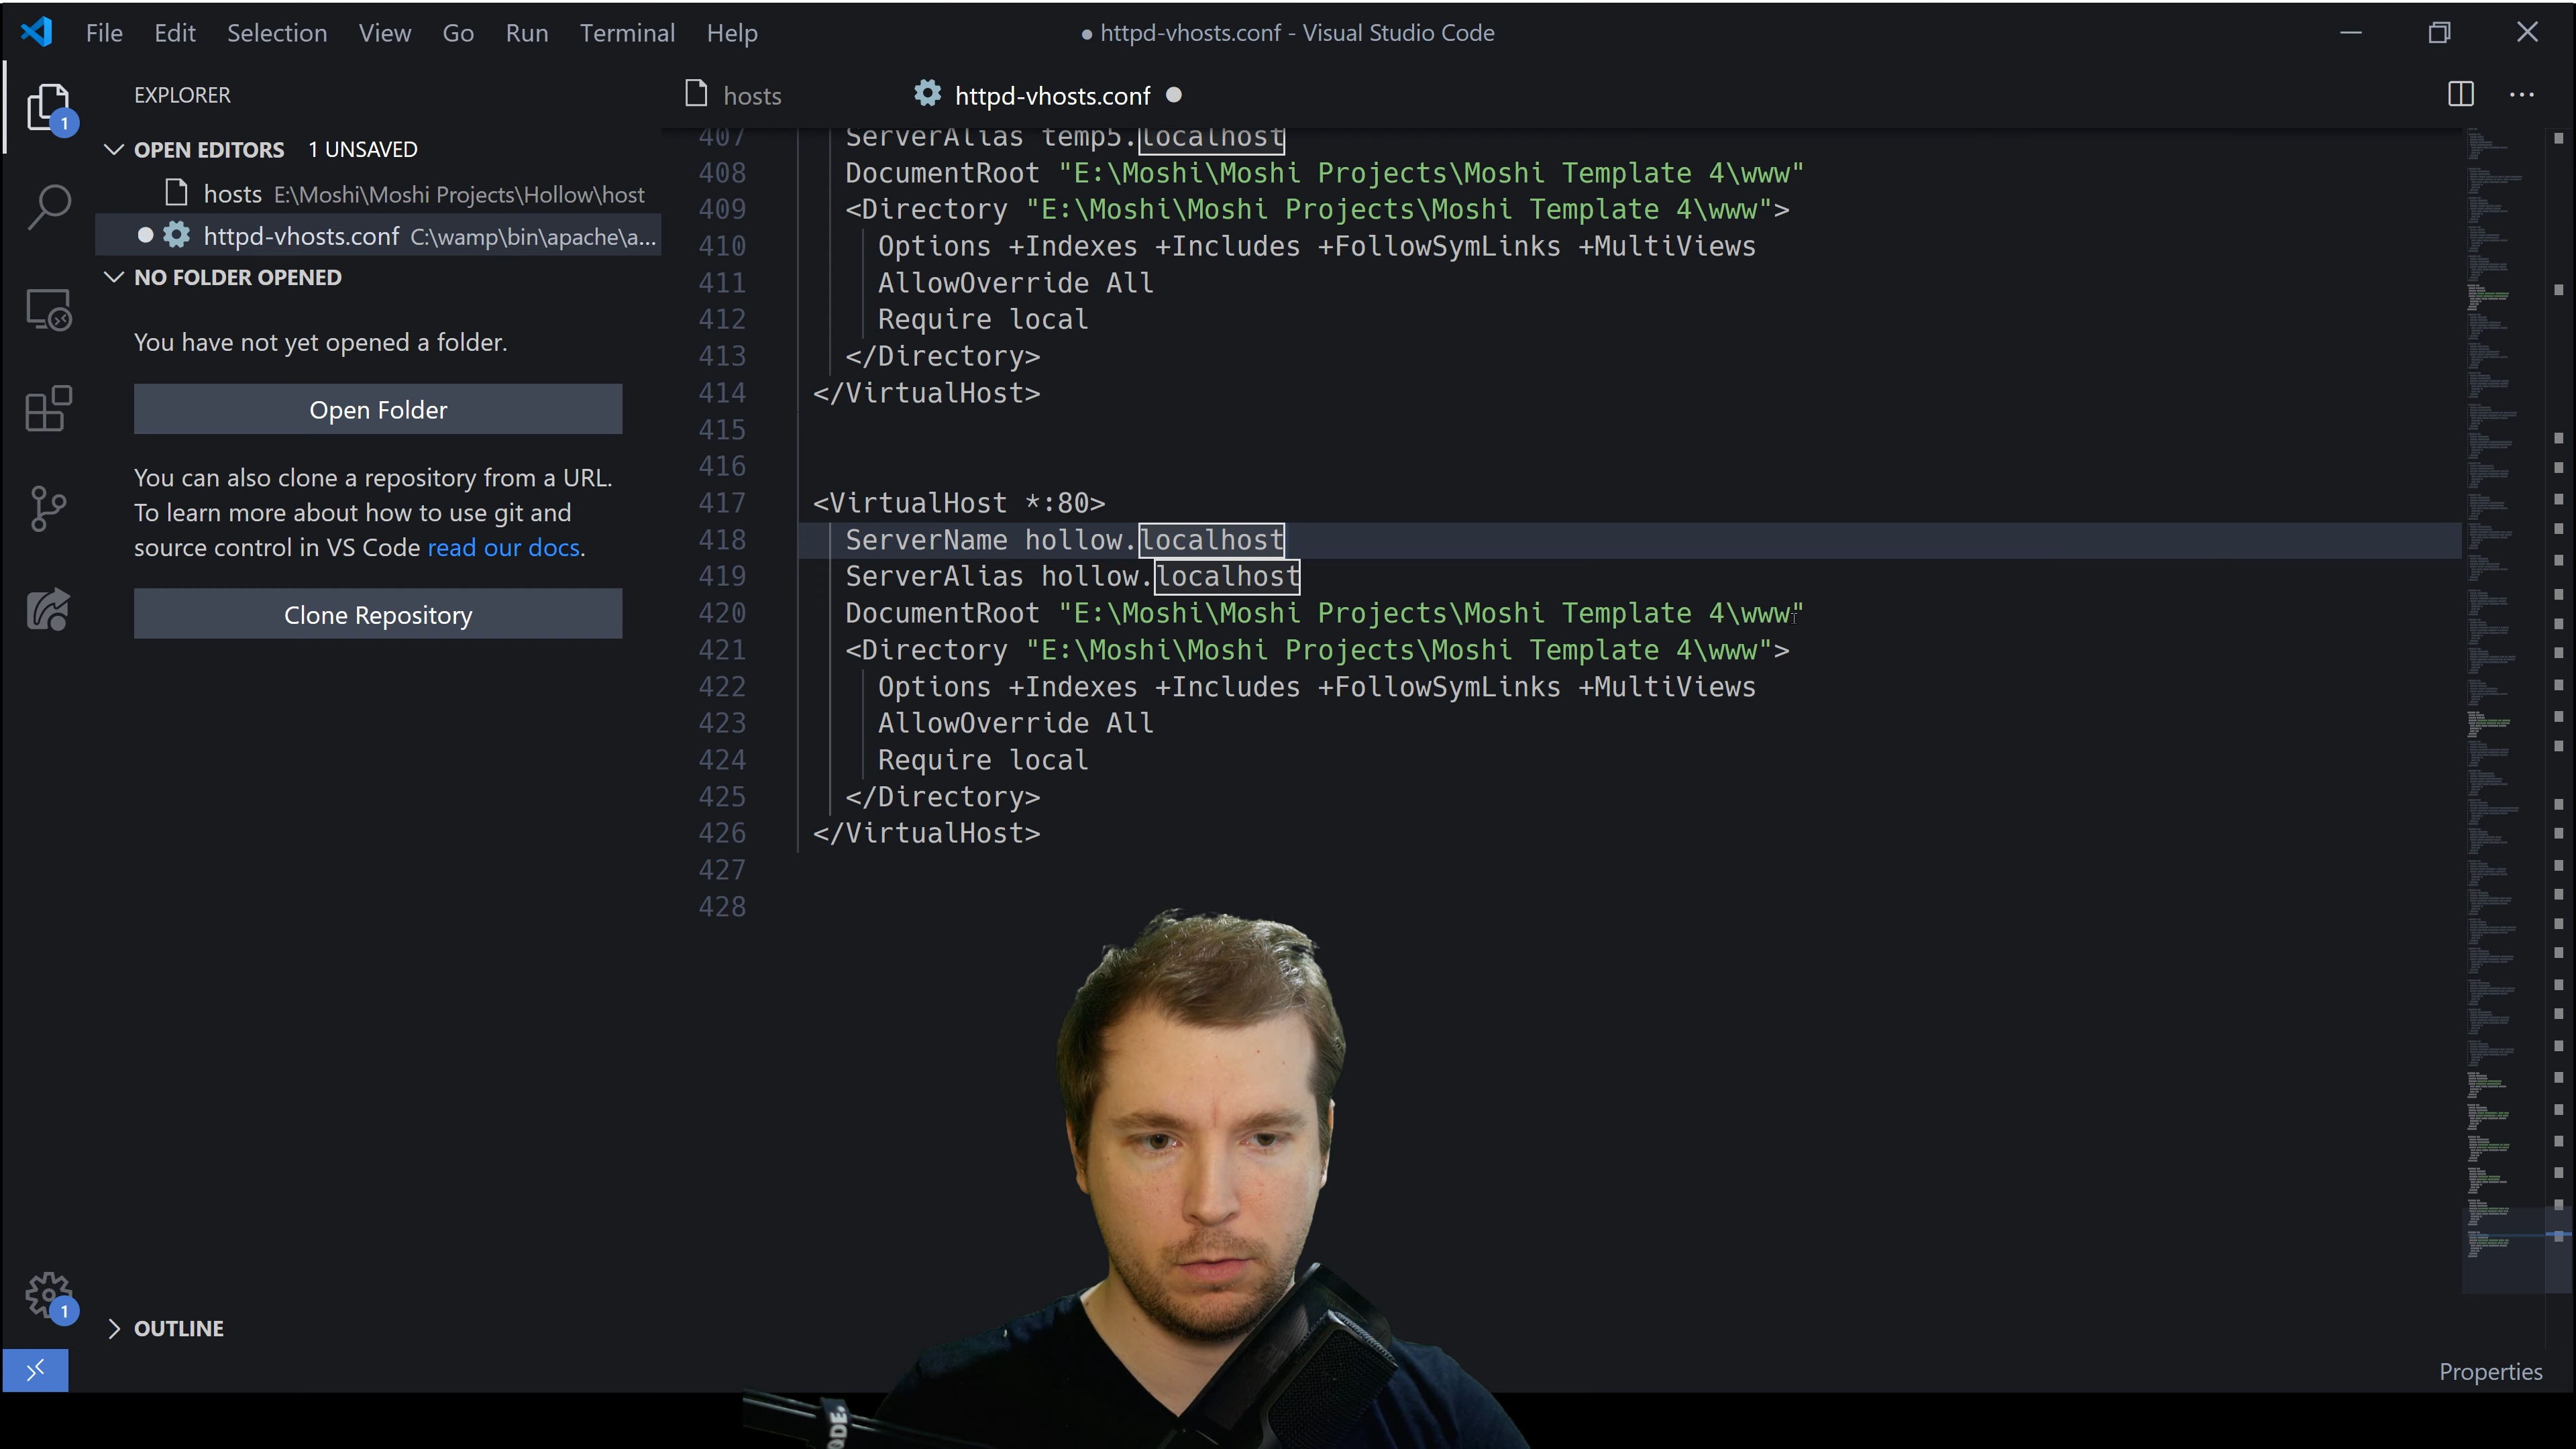 File Edit Selection View Go Run Terminal Help
● httpd-vhosts.conf - Visual Studio Code
EXPLORER
1
OPEN EDITORS 1 UNSAVED
hosts E:\Moshi\Moshi Projects\Hollow\host
httpd-vhosts.conf C:\wamp\bin\apache\a...
NO FOLDER OPENED
You have not yet opened a folder.
Open Folder
You can also clone a repository from a URL.
To learn more about how to use git and
source control in VS Code read our docs.
Clone Repository
OUTLINE
1
hosts
httpd-vhosts.conf ●
407 ServerAlias temp5.localhost
408 DocumentRoot "E:\Moshi\Moshi Projects\Moshi Template 4\www"
409 <Directory "E:\Moshi\Moshi Projects\Moshi Template 4\www">
410 Options +Indexes +Includes +FollowSymLinks +MultiViews
411 AllowOverride All
412 Require local
413 </Directory>
414 </VirtualHost>
415
416
417 <VirtualHost *:80>
418 ServerName hollow.localhost
419 ServerAlias hollow.localhost
420 DocumentRoot "E:\Moshi\Moshi Projects\Moshi Template 4\www"
421 <Directory "E:\Moshi\Moshi Projects\Moshi Template 4\www">
422 Options +Indexes +Includes +FollowSymLinks +MultiViews
423 AllowOverride All
424 Require local
425 </Directory>
426 </VirtualHost>
427
428
Properties